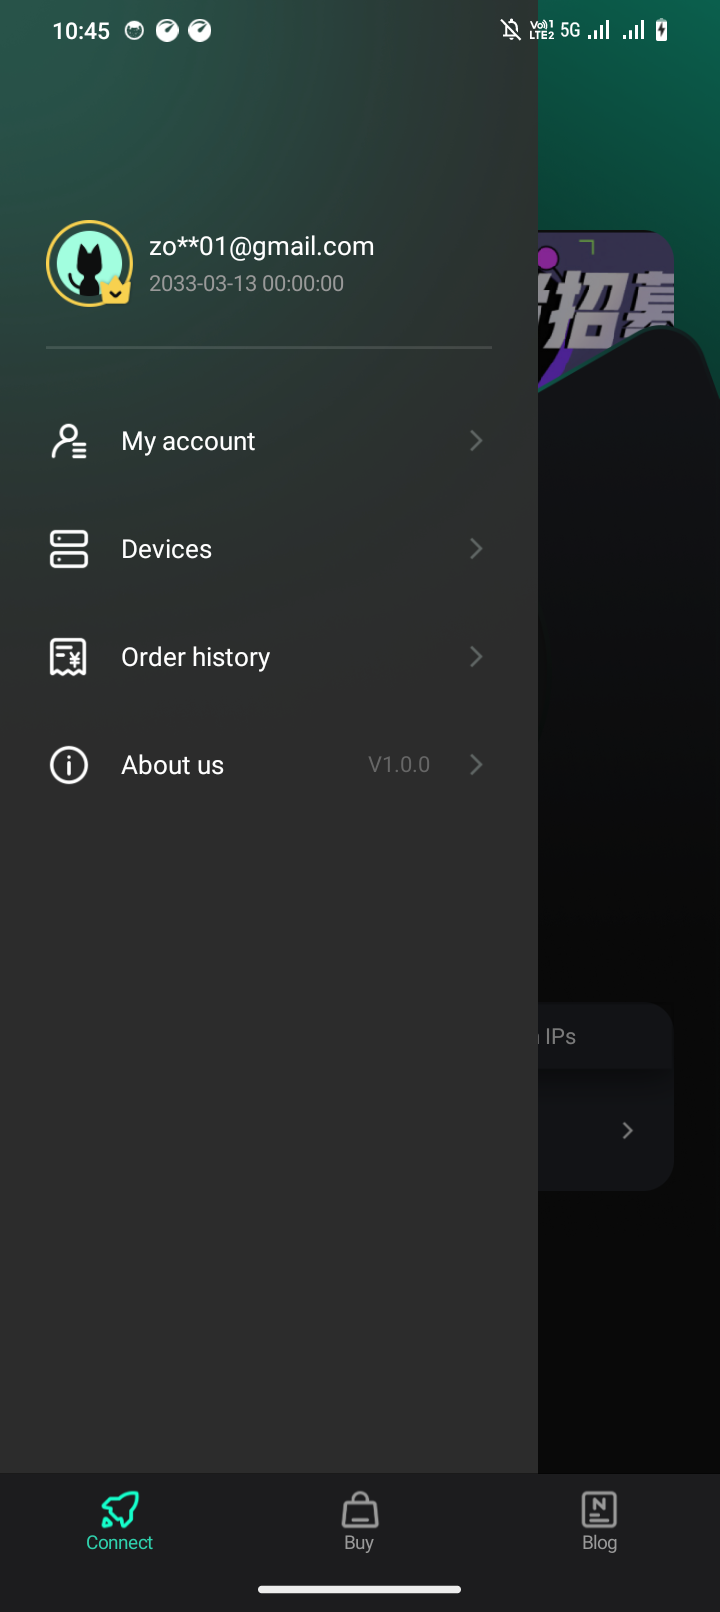 10:45 Vo))1 LTE2 5G
zo**01@gmail.com
2033-03-13 00:00:00
招募
My account
Devices
Order history
About us V1.0.0
IPs
Connect Buy Blog